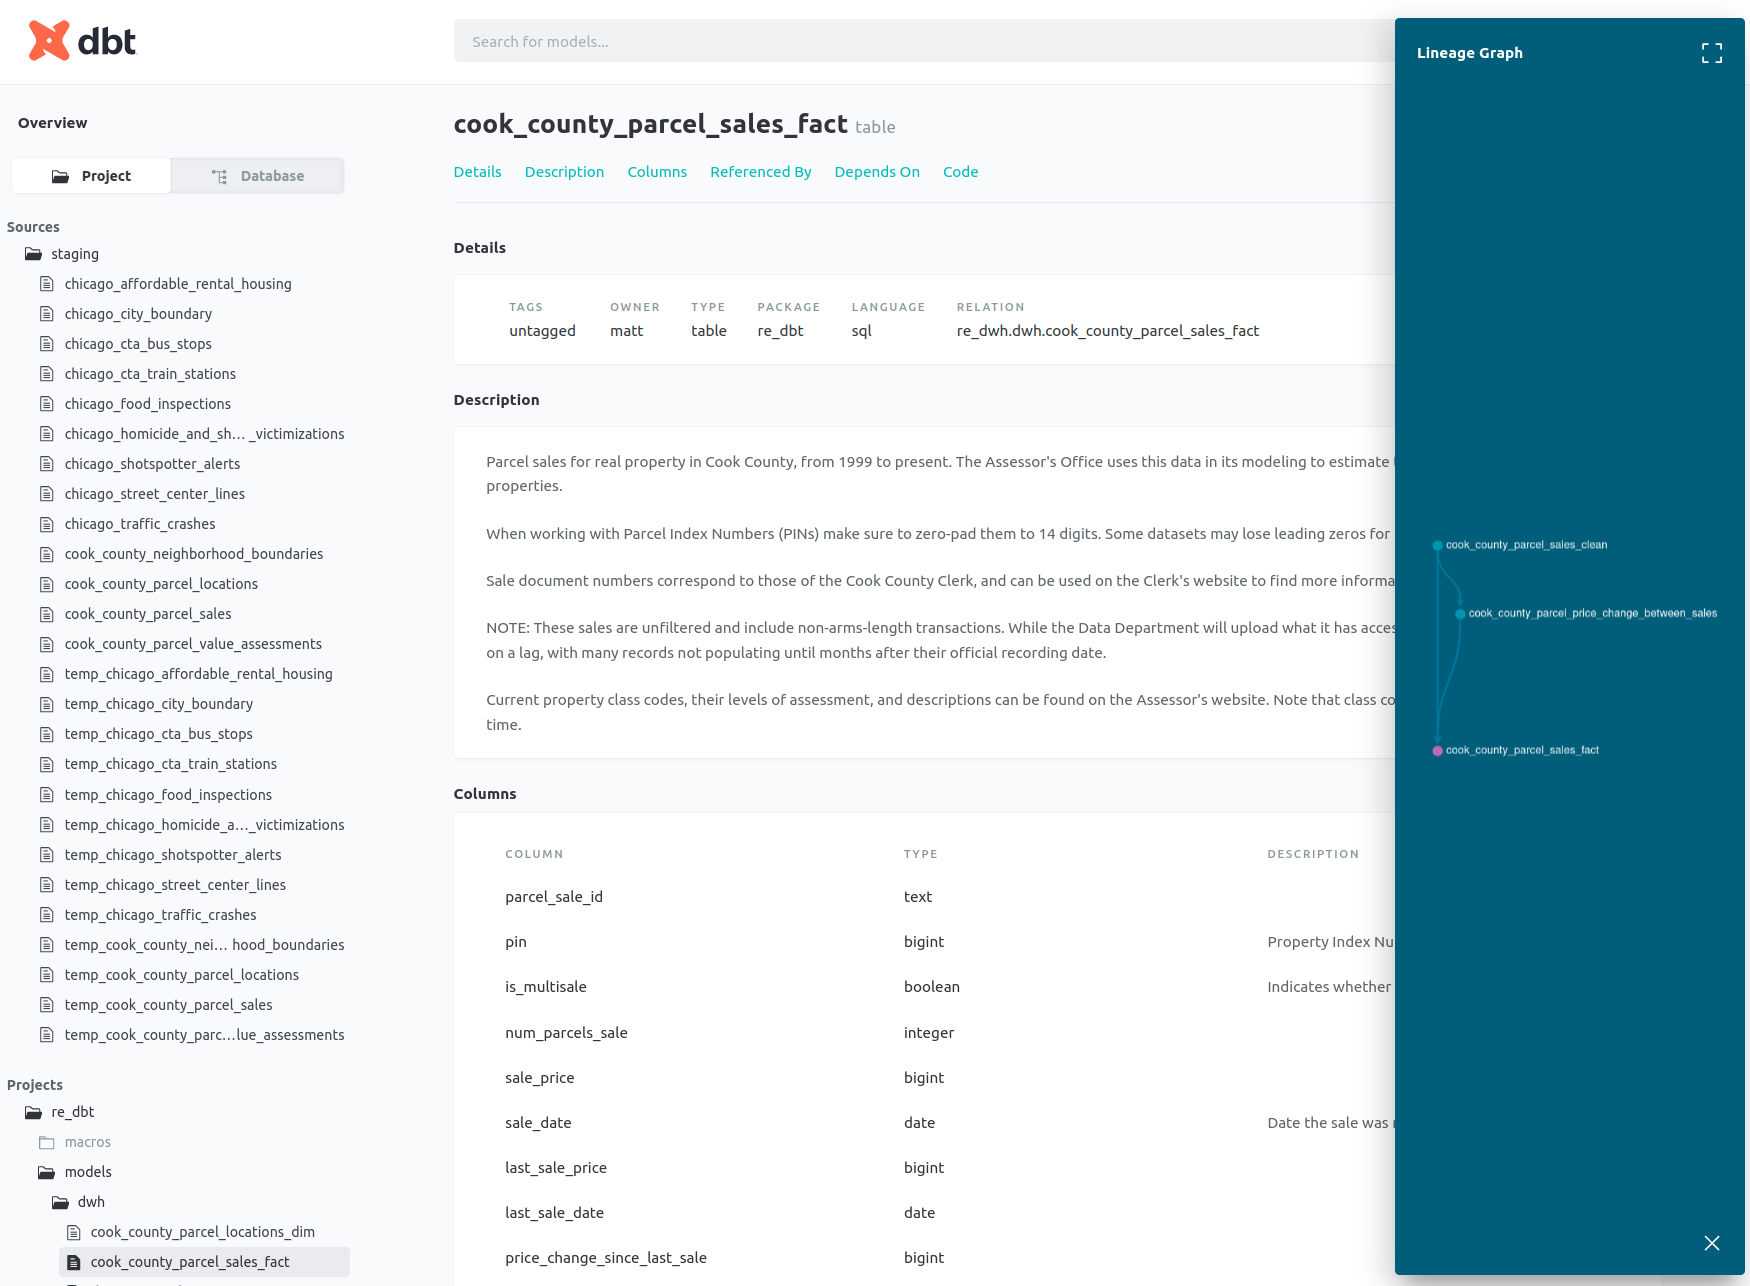 dbt
Search for models...
Overview
Project
Database
Sources
staging
chicago_affordable_rental_housing
chicago_city_boundary
chicago_cta_bus_stops
chicago_cta_train_stations
chicago_food_inspections
chicago_homicide_and_sh... _victimizations
chicago_shotspotter_alerts
chicago_street_center_lines
chicago_traffic_crashes
cook_county_neighborhood_boundaries
cook_county_parcel_locations
cook_county_parcel_sales
cook_county_parcel_value_assessments
temp_chicago_affordable_rental_housing
temp_chicago_city_boundary
temp_chicago_cta_bus_stops
temp_chicago_cta_train_stations
temp_chicago_food_inspections
temp_chicago_homicide_a..._victimizations
temp_chicago_shotspotter_alerts
temp_chicago_street_center_lines
temp_chicago_traffic_crashes
temp_cook_county_nei... hood_boundaries
temp_cook_county_parcel_locations
temp_cook_county_parcel_sales
temp_cook_county_parc...lue_assessments
Projects
re_dbt
macros
models
dwh
cook_county_parcel_locations_dim
cook_county_parcel_sales_fact
cook_county_parcel_sales_fact table
Details Description Columns Referenced By Depends On Code
Details
TAGS OWNER TYPE PACKAGE LANGUAGE RELATION
untagged matt table re_dbt sql re_dwh.dwh.cook_county_parcel_sales_fact
Description
Parcel sales for real property in Cook County, from 1999 to present. The Assessor's Office uses this data in its modeling to estimate
properties.
When working with Parcel Index Numbers (PINs) make sure to zero-pad them to 14 digits. Some datasets may lose leading zeros for
Sale document numbers correspond to those of the Cook County Clerk, and can be used on the Clerk's website to find more informa
NOTE: These sales are unfiltered and include non-arms-length transactions. While the Data Department will upload what it has acces
on a lag, with many records not populating until months after their official recording date.
Current property class codes, their levels of assessment, and descriptions can be found on the Assessor's website. Note that class co
time.
Columns
COLUMN TYPE DESCRIPTION
parcel_sale_id text
pin bigint Property Index Nu
is_multisale boolean Indicates whether
num_parcels_sale integer
sale_price bigint
sale_date date Date the sale was
last_sale_price bigint
last_sale_date date
price_change_since_last_sale bigint
Lineage Graph
cook_county_parcel_sales_clean
cook_county_parcel_price_change_between_sales
cook_county_parcel_sales_fact